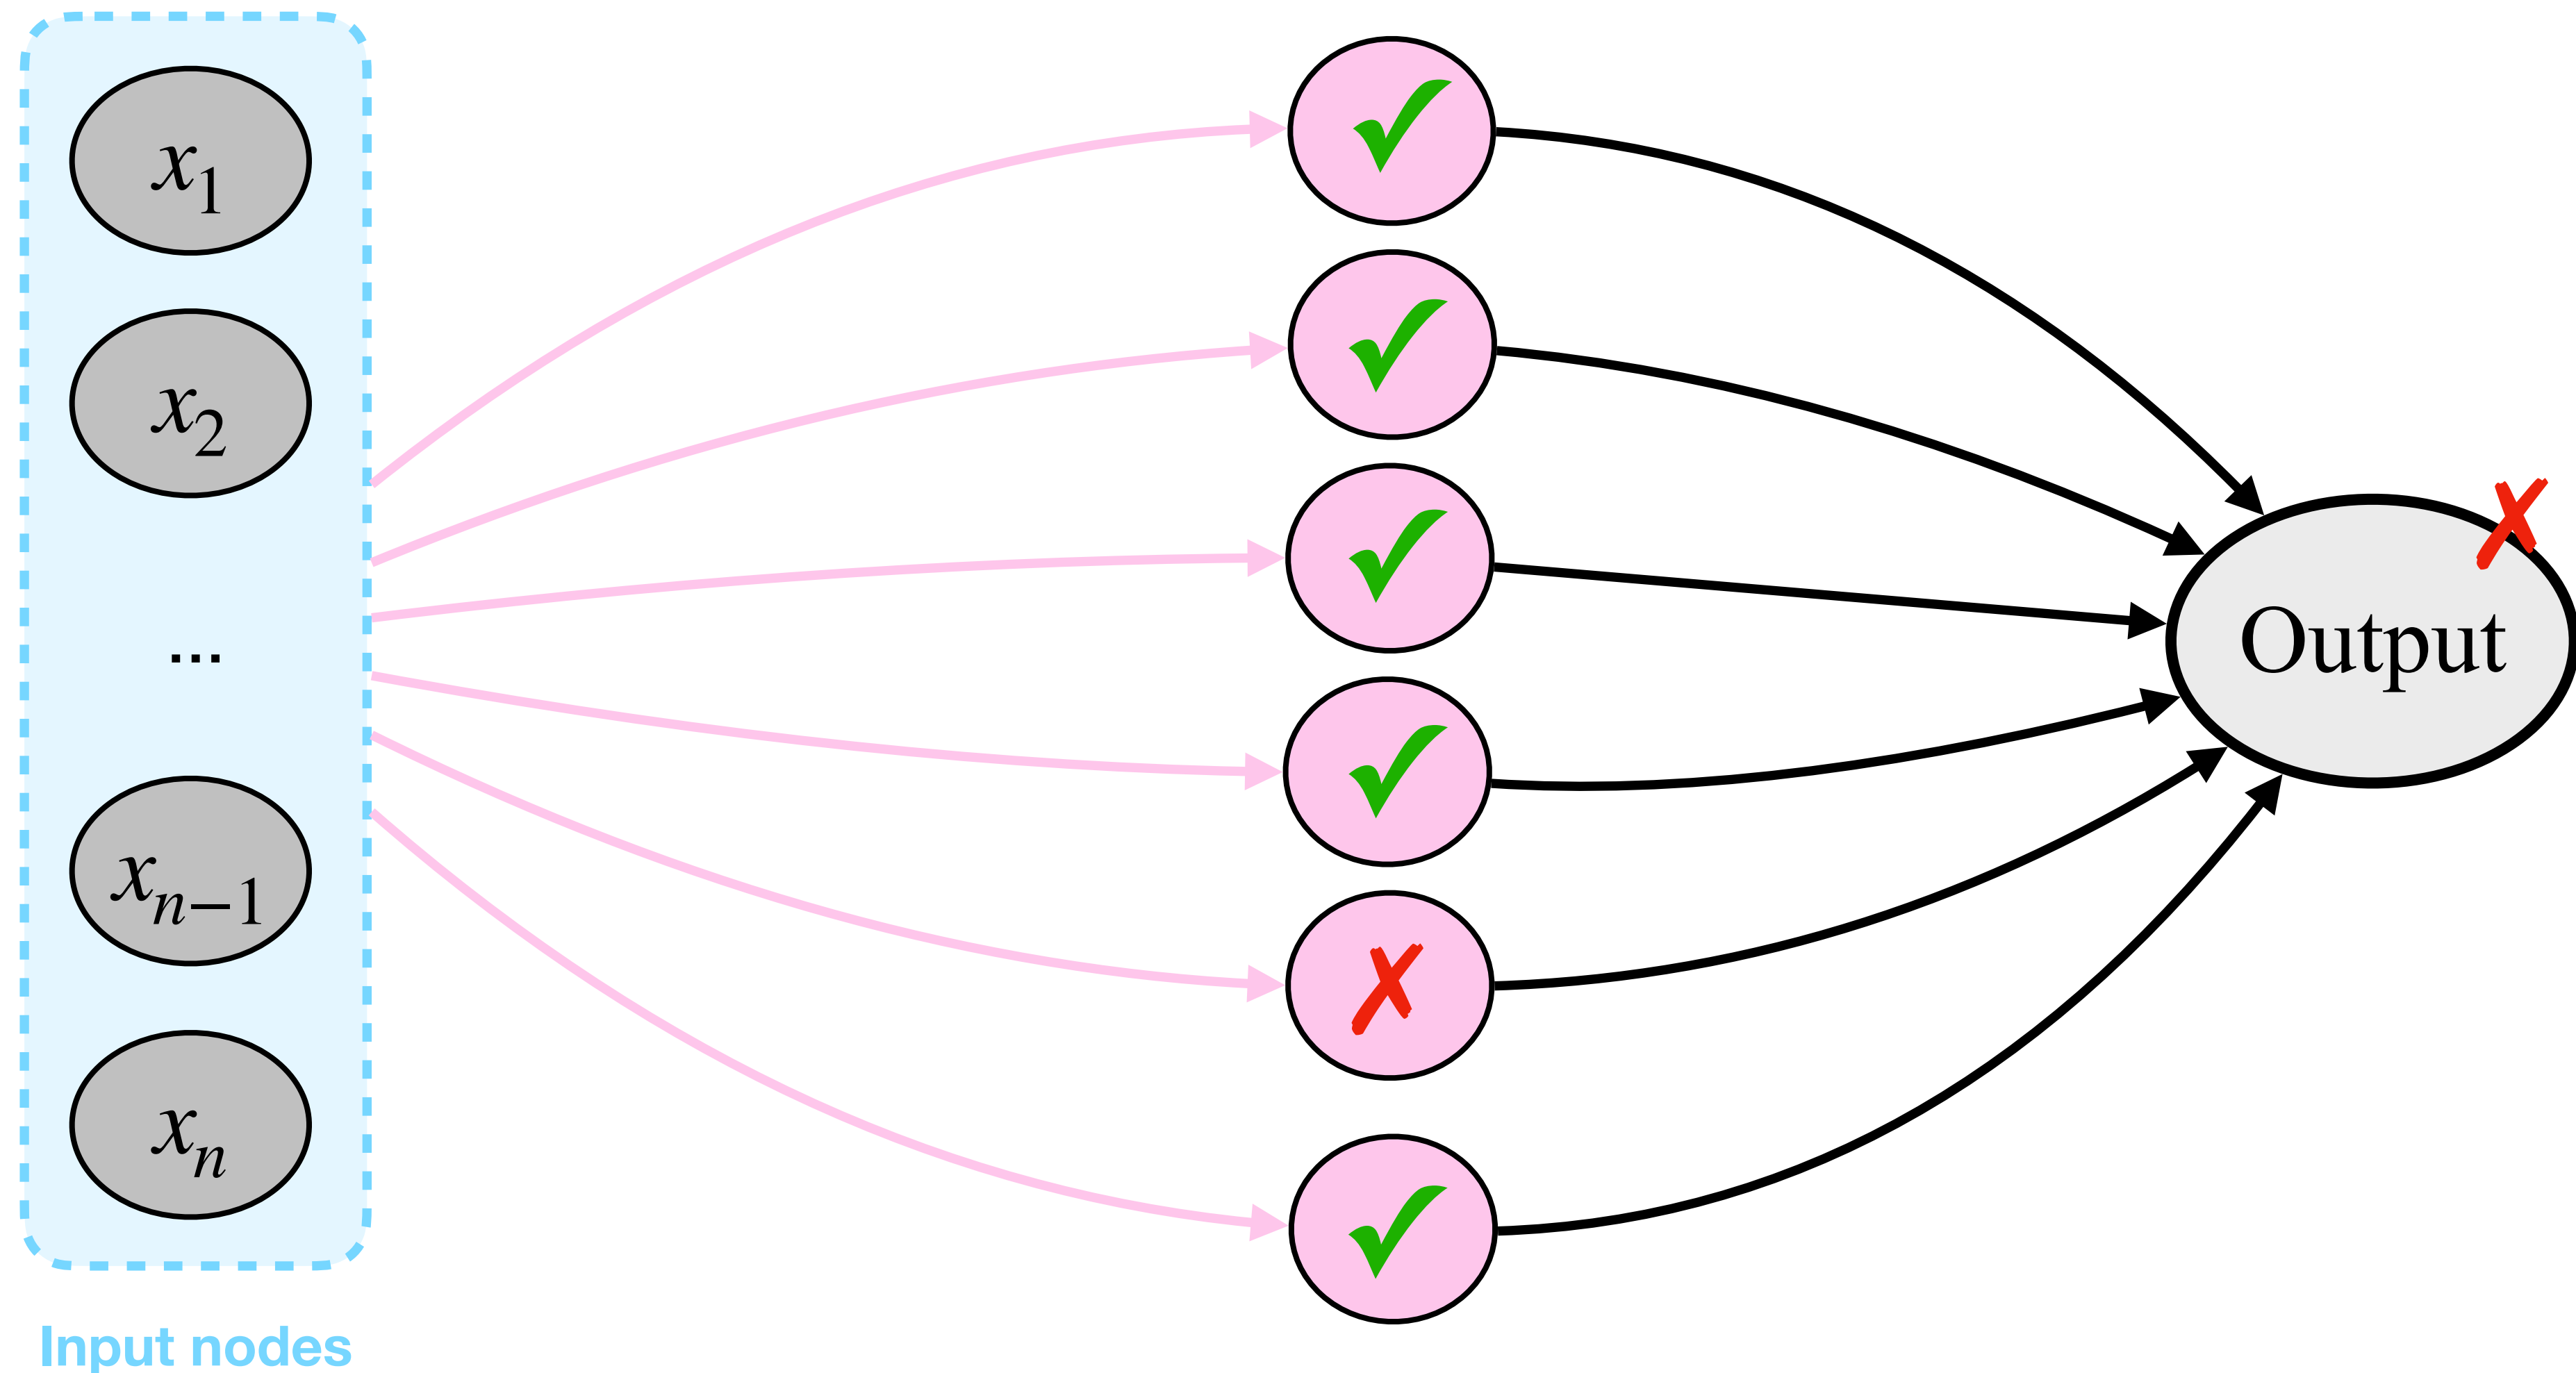 x1
x2
...
xn−1
xn
Input nodes
✓
✓
✓
✓
✗
✓
✗
Output